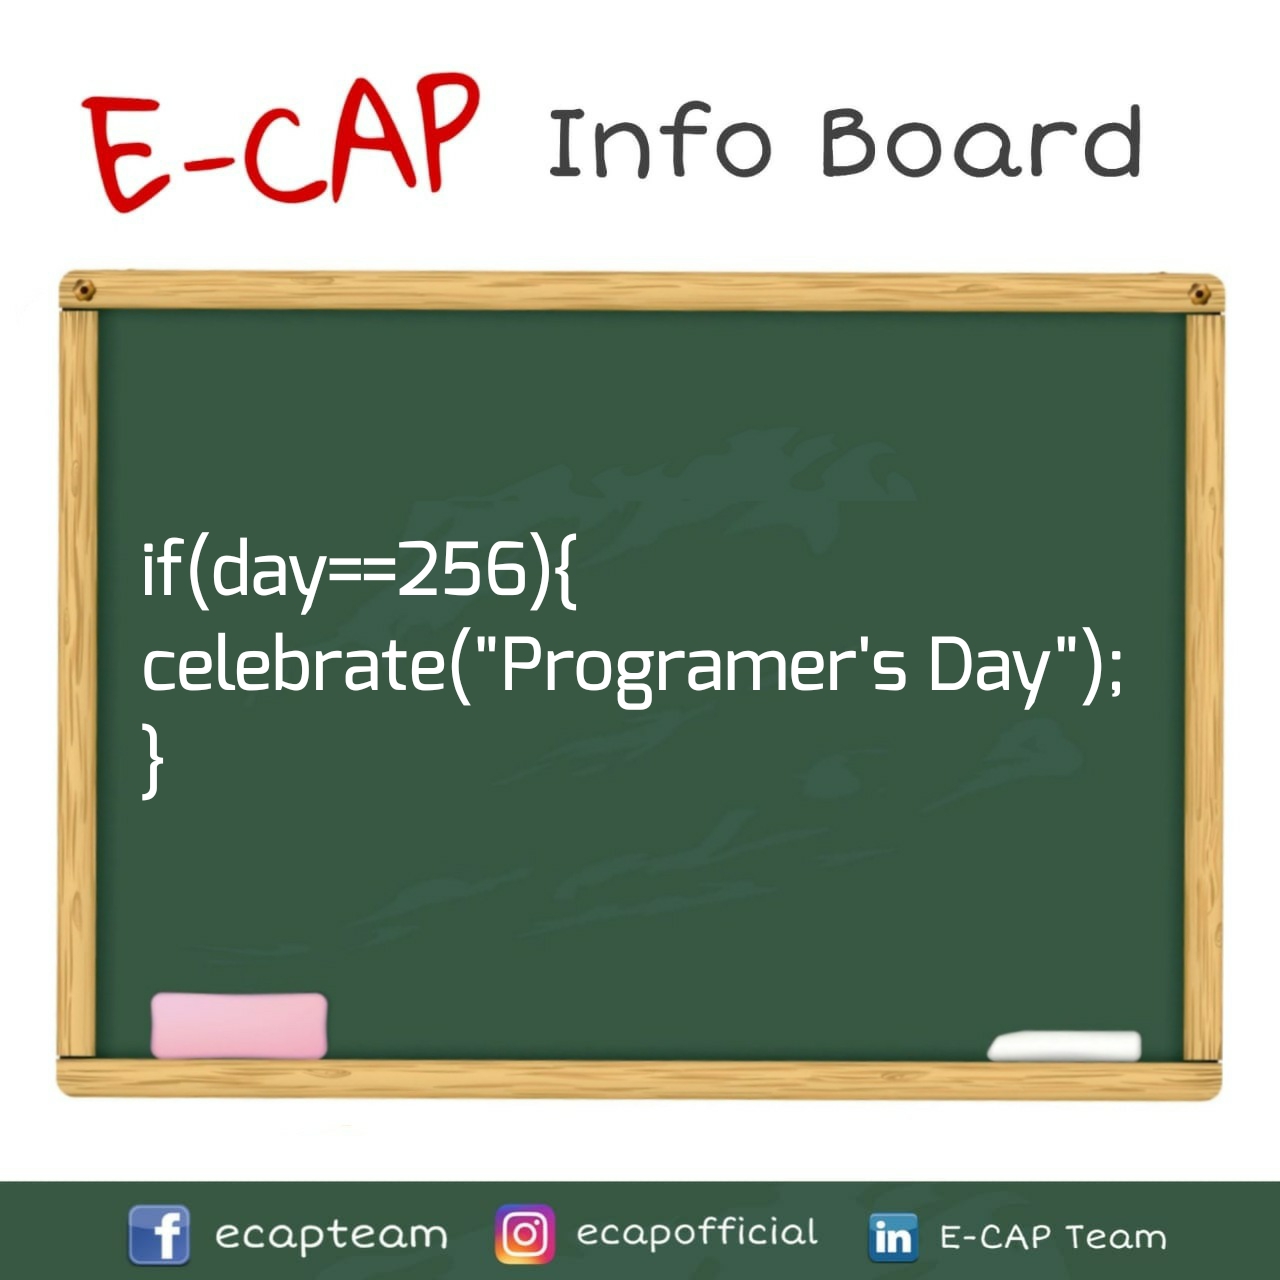 E-CAP Info Board
if(day==256){
celebrate("Programer's Day");
}
ecapteam ecapofficial E-CAP Team